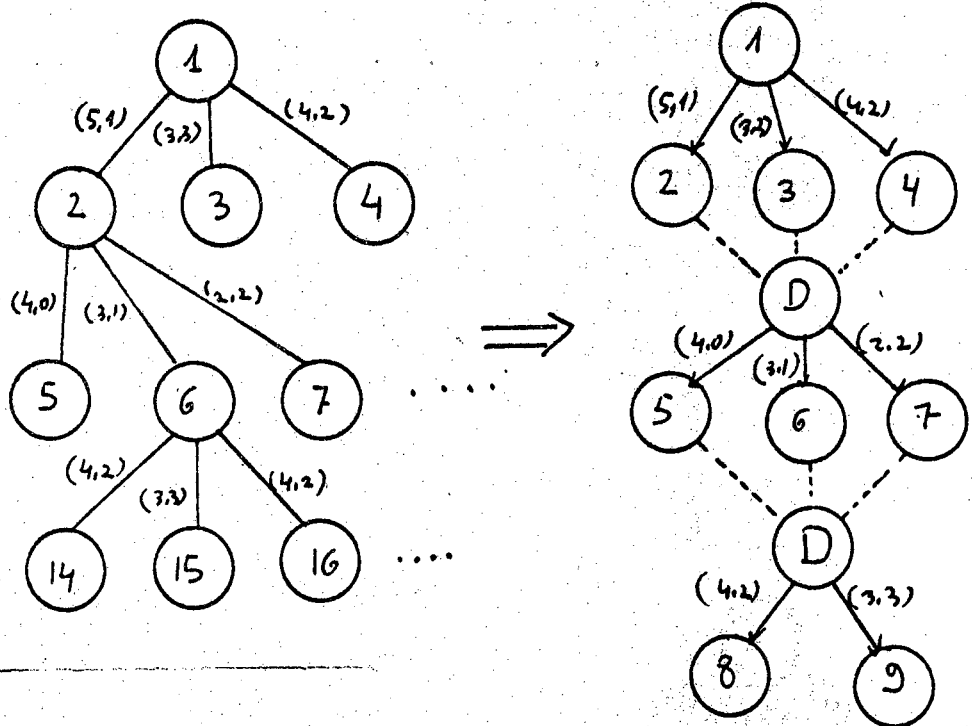 1
(5,1) (3,3) (4,2)
2 3 4
(4,0) (3,1) (2,2)
5 6 7 . . . . .
(4,2) (3,3) (4,2)
14 15 16 . . . .
1
(5,1) (3,3) (4,2)
2 3 4
D
(4,0) (3,1) (2,2)
5 6 7
D
(4,2) (3,3)
8 9